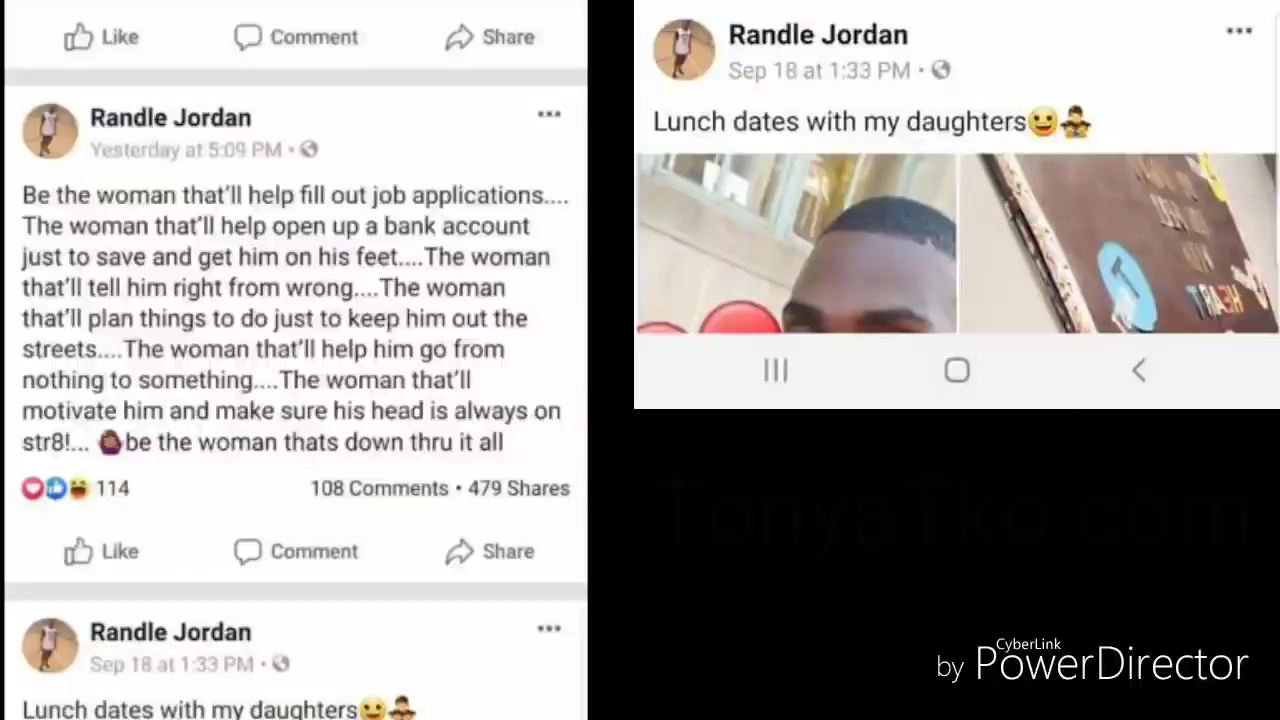 Like Comment Share
Randle Jordan
Yesterday at 5:09 PM •
Be the woman that'll help fill out job applications....
The woman that'll help open up a bank account
just to save and get him on his feet....The woman
that'll tell him right from wrong....The woman
that'll plan things to do just to keep him out the
streets....The woman that'll help him go from
nothing to something....The woman that'll
motivate him and make sure his head is always on
str8!... 🤷🏾‍♀️be the woman thats down thru it all
114 108 Comments • 479 Shares
Like Comment Share
Randle Jordan
Sep 18 at 1:33 PM •
Lunch dates with my daughters😀👨‍👧
Randle Jordan
Sep 18 at 1:33 PM •
Lunch dates with my daughters😀👨‍👧
TonyaTko.com
CyberLink
by PowerDirector